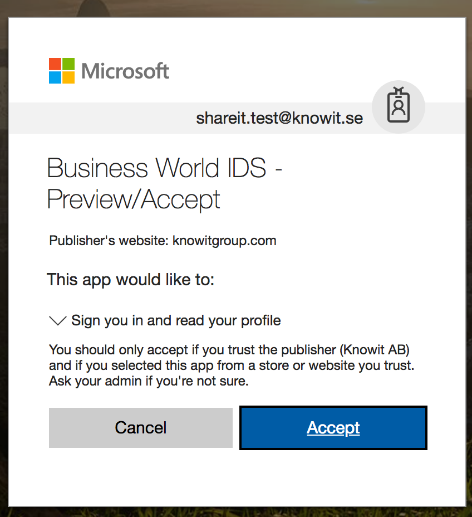 Microsoft
shareit.test@knowit.se
Business World IDS -
Preview/Accept
Publisher's website: knowitgroup.com
This app would like to:
Sign you in and read your profile
You should only accept if you trust the publisher (Knowit AB)
and if you selected this app from a store or website you trust.
Ask your admin if you're not sure.
Cancel
Accept